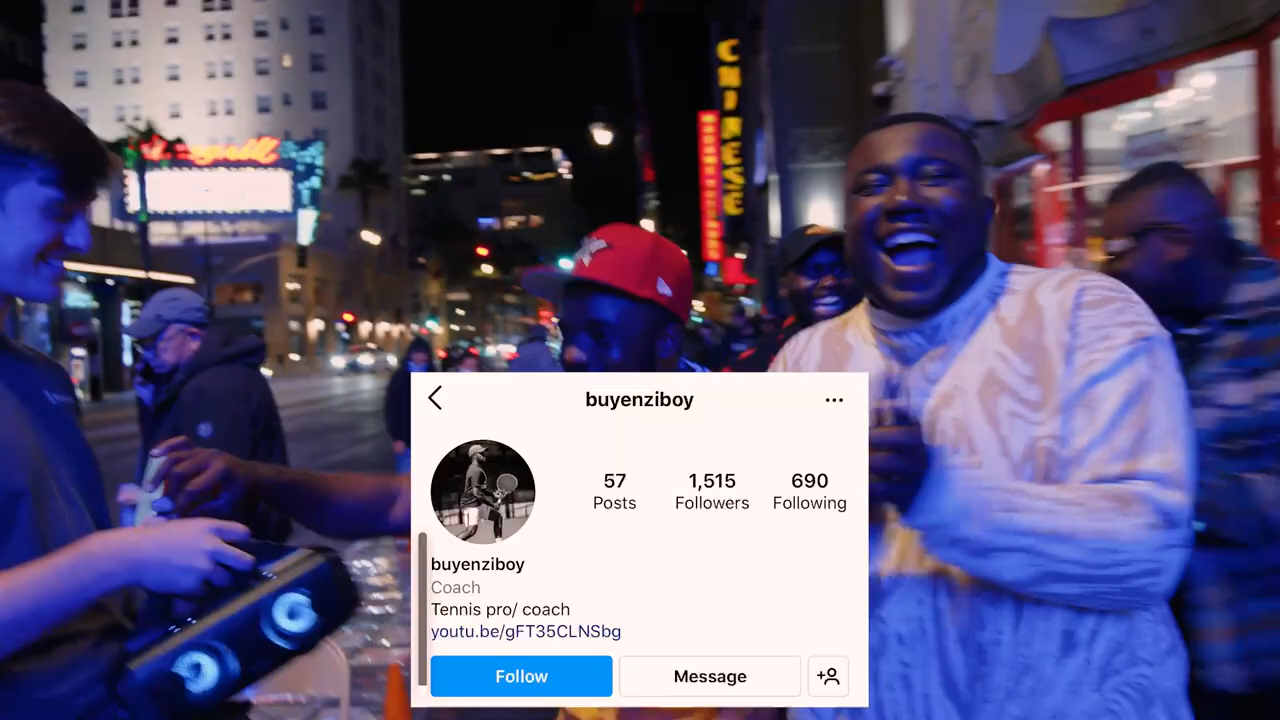 CHINESE
buyenziboy
57
1,515
690
Posts
Followers
Following
buyenziboy
Coach
Tennis pro/ coach
youtu.be/gFT35CLNSbg
Follow
Message